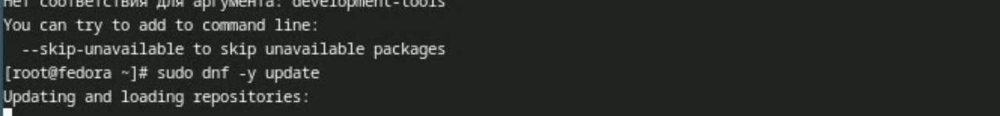 Нет соответствия для аргумента: development-tools
You can try to add to command line:
  --skip-unavailable to skip unavailable packages
[root@fedora ~]# sudo dnf -y update
Updating and loading repositories: